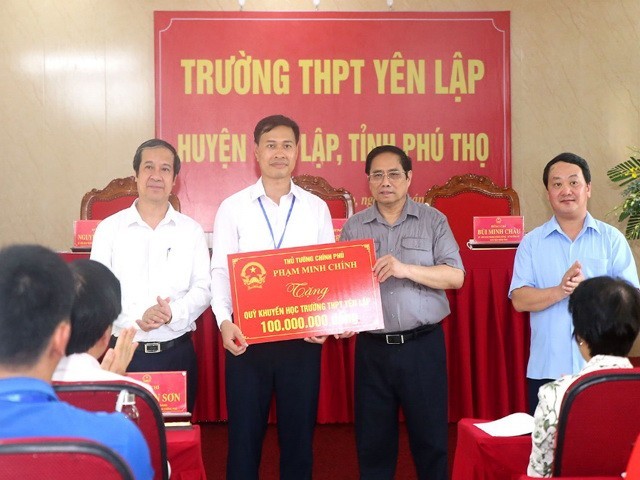 TRƯỜNG THPT YÊN LẬP
HUYỆN LẬP, TỈNH PHÚ THỌ
BÙI MINH CHÂU
THỦ TƯỚNG CHÍNH PHỦ
PHẠM MINH CHÍNH
Tặng
QUỸ KHUYẾN HỌC TRƯỜNG THPT YÊN LẬP
100.000.000
SƠN